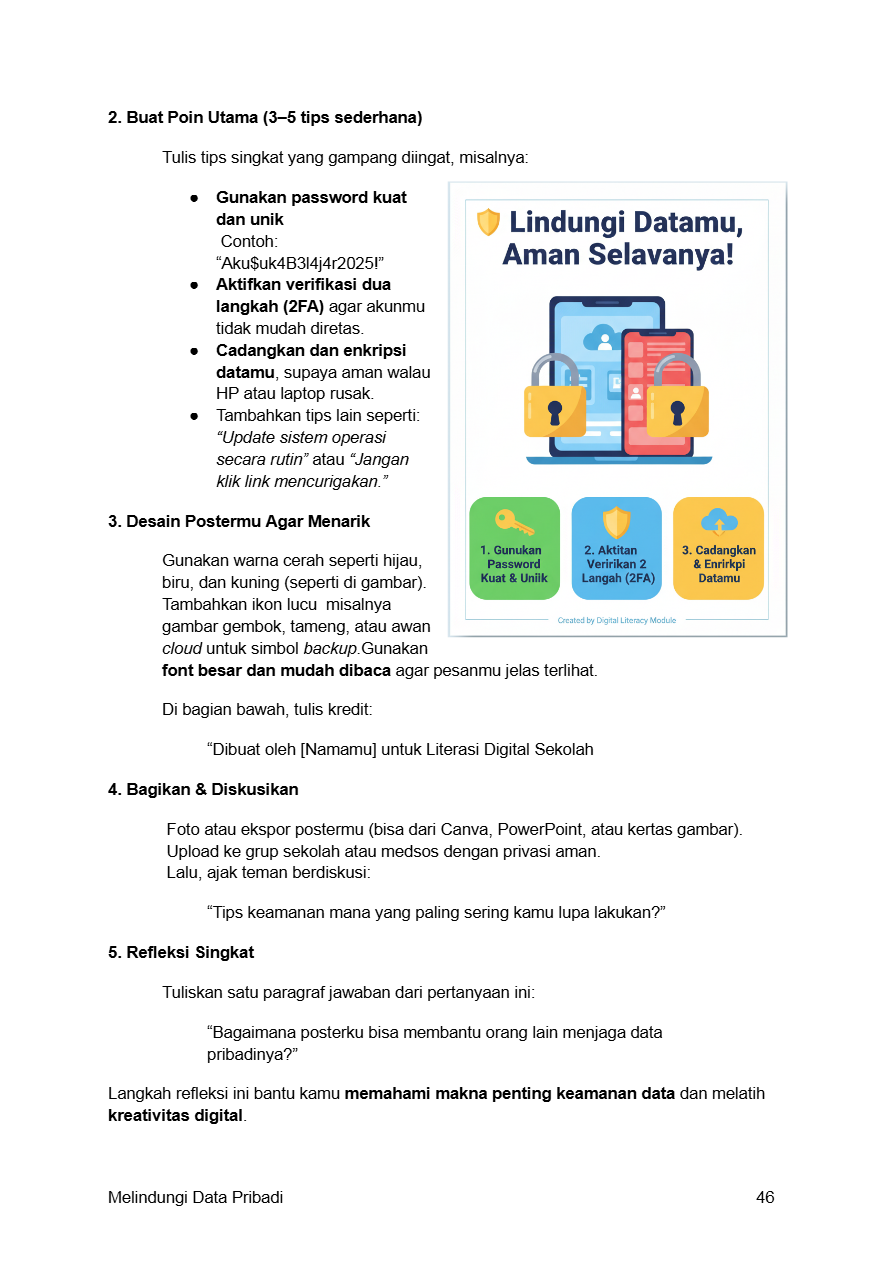 2. Buat Poin Utama (3–5 tips sederhana)
Tulis tips singkat yang gampang diingat, misalnya:
● Gunakan password kuat
dan unik
Contoh:
“Aku$uk4B3l4j4r2025!”
● Aktifkan verifikasi dua
langkah (2FA) agar akunmu
tidak mudah diretas.
● Cadangkan dan enkripsi
datamu, supaya aman walau
HP atau laptop rusak.
● Tambahkan tips lain seperti:
“Update sistem operasi
secara rutin” atau “Jangan
klik link mencurigakan.”
Lindungi Datamu,
Aman Selavanya!
1. Gunukan
Password
Kuat & Uniik
2. Aktitan
Veririkan 2
Langah (2FA)
3. Cadangkan
& Enrirkpi
Datamu
Created by Digital Literacy Module
3. Desain Postermu Agar Menarik
Gunakan warna cerah seperti hijau,
biru, dan kuning (seperti di gambar).
Tambahkan ikon lucu  misalnya
gambar gembok, tameng, atau awan
cloud untuk simbol backup.Gunakan
font besar dan mudah dibaca agar pesanmu jelas terlihat.
Di bagian bawah, tulis kredit:
“Dibuat oleh [Namamu] untuk Literasi Digital Sekolah
4. Bagikan & Diskusikan
Foto atau ekspor postermu (bisa dari Canva, PowerPoint, atau kertas gambar).
Upload ke grup sekolah atau medsos dengan privasi aman.
Lalu, ajak teman berdiskusi:
“Tips keamanan mana yang paling sering kamu lupa lakukan?”
5. Refleksi Singkat
Tuliskan satu paragraf jawaban dari pertanyaan ini:
“Bagaimana posterku bisa membantu orang lain menjaga data
pribadinya?”
Langkah refleksi ini bantu kamu memahami makna penting keamanan data dan melatih
kreativitas digital.
Melindungi Data Pribadi 46